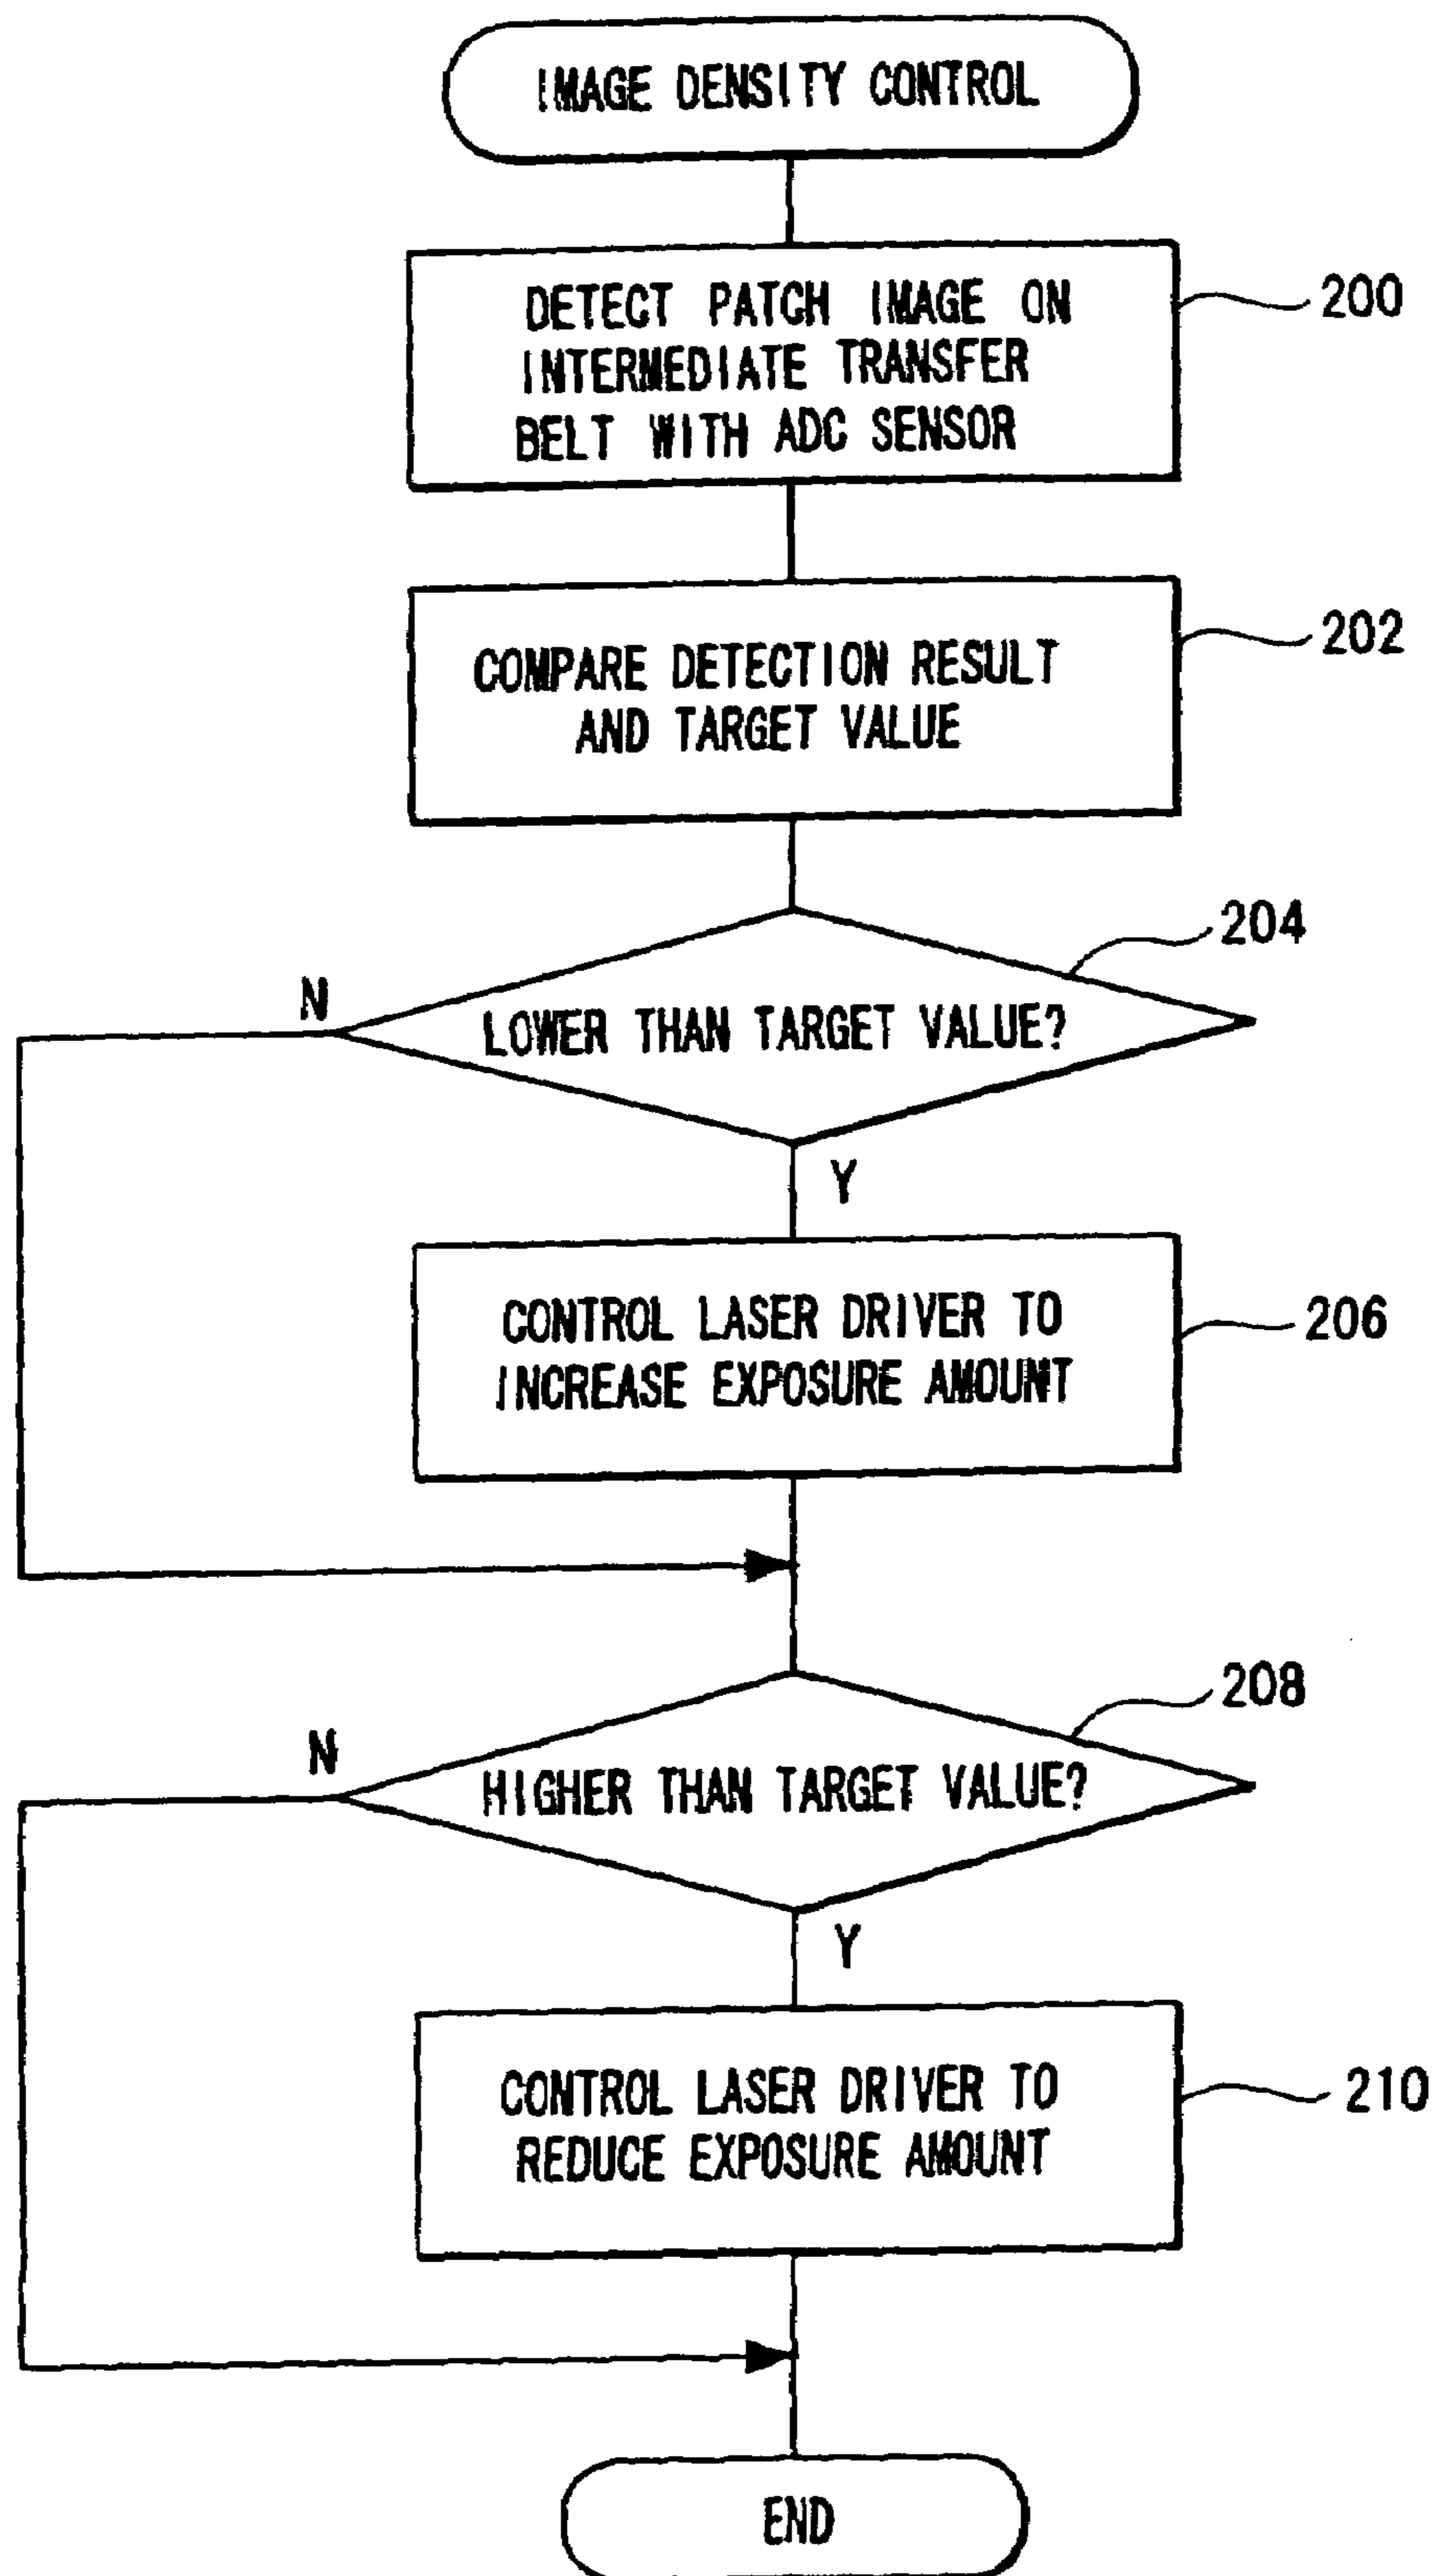 IMAGE DENSITY CONTROL
DETECT PATCH IMAGE ON
INTERMEDIATE TRANSFER
BELT WITH ADC SENSOR
200
COMPARE DETECTION RESULT
AND TARGET VALUE
202
204
N
LOWER THAN TARGET VALUE?
Y
CONTROL LASER DRIVER TO
INCREASE EXPOSURE AMOUNT
206
208
N
HIGHER THAN TARGET VALUE?
Y
CONTROL LASER DRIVER TO
REDUCE EXPOSURE AMOUNT
210
END